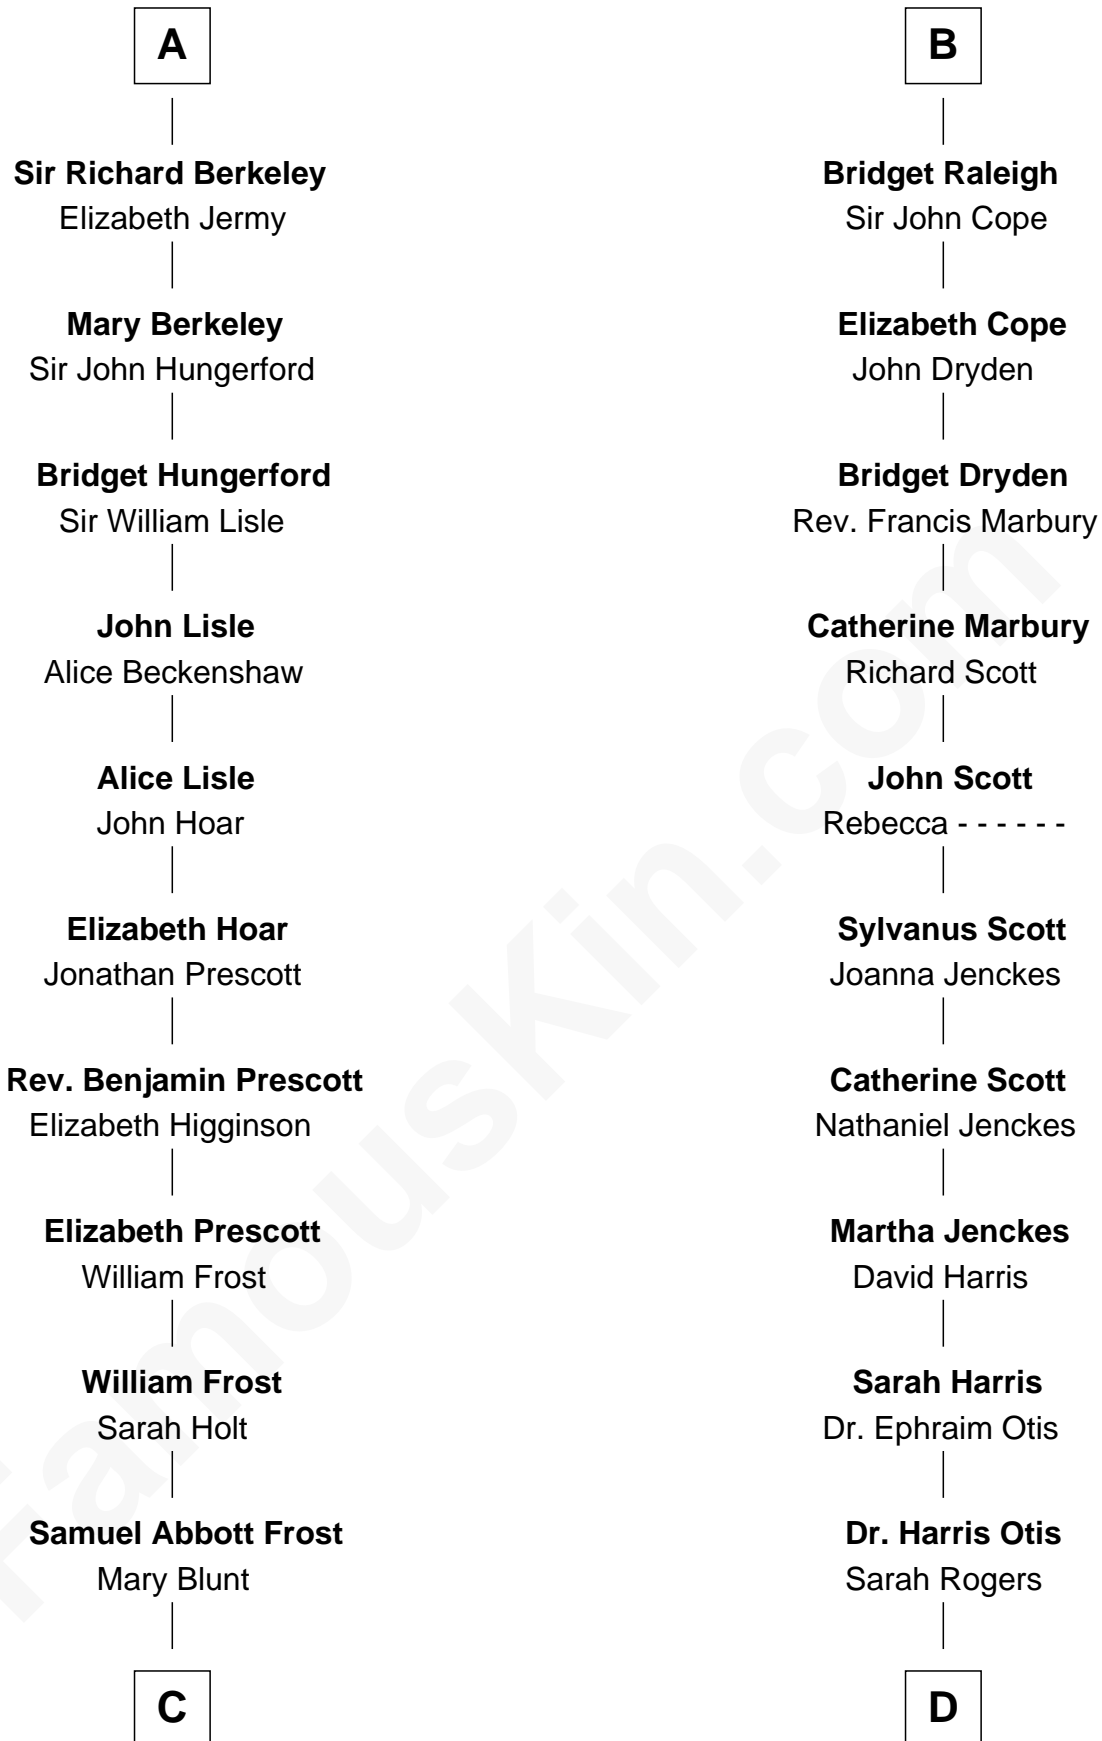 A
Sir Richard Berkeley
Elizabeth Jermy
Mary Berkeley
Sir John Hungerford
Bridget Hungerford
Sir William Lisle
John Lisle
Alice Beckenshaw
Alice Lisle
John Hoar
Elizabeth Hoar
Jonathan Prescott
Rev. Benjamin Prescott
Elizabeth Higginson
Elizabeth Prescott
William Frost
William Frost
Sarah Holt
Samuel Abbott Frost
Mary Blunt
C
B
Bridget Raleigh
Sir John Cope
Elizabeth Cope
John Dryden
Bridget Dryden
Rev. Francis Marbury
Catherine Marbury
Richard Scott
John Scott
Rebecca - - - - - -
Sylvanus Scott
Joanna Jenckes
Catherine Scott
Nathaniel Jenckes
Martha Jenckes
David Harris
Sarah Harris
Dr. Ephraim Otis
Dr. Harris Otis
Sarah Rogers
D
FamousKin.com